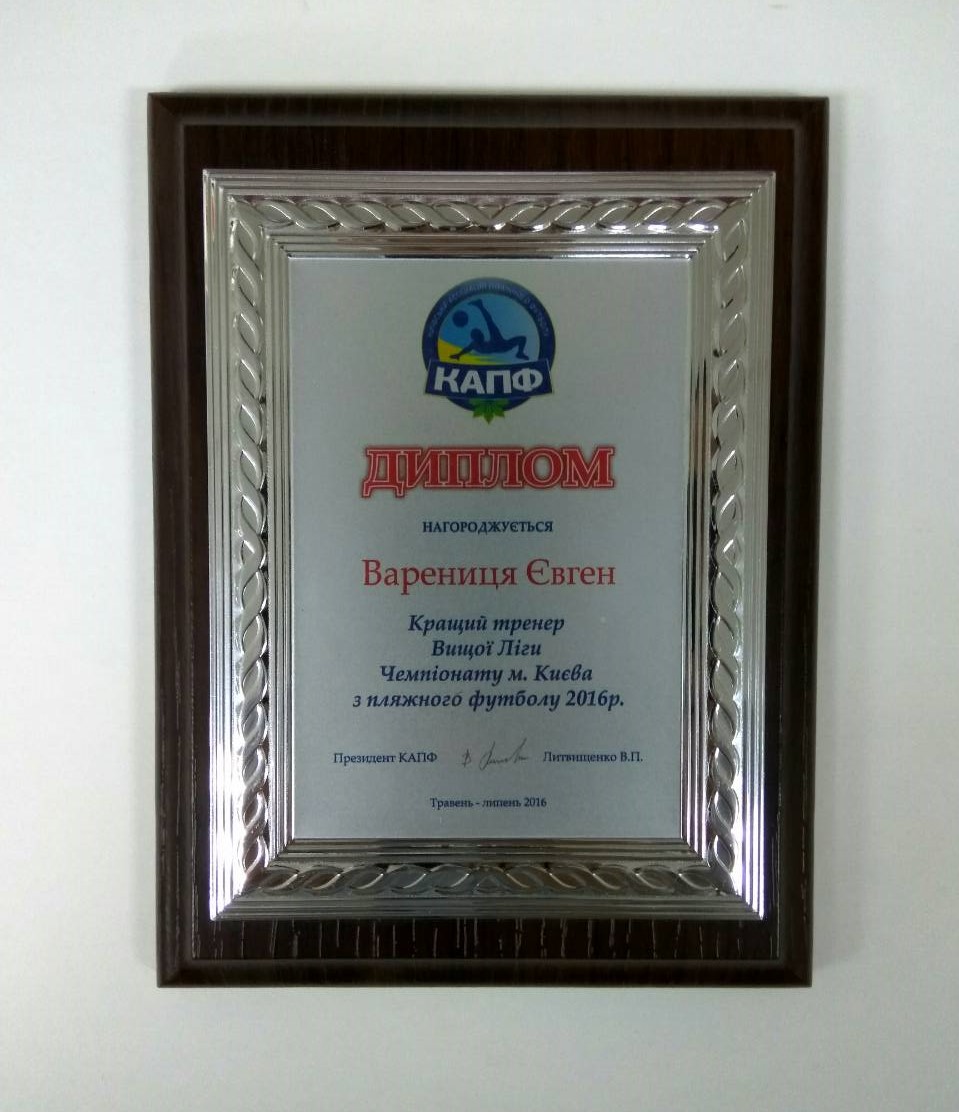 КАПФ
ДИПЛОМ
НАГОРОДЖУЄТЬСЯ
Варениця Євген
Кращий тренер
Вищої Ліги
Чемпіонату м. Києва
з пляжного футболу 2016р.
Президент КАПФ Литвищенко В.П.
Травень - липень 2016